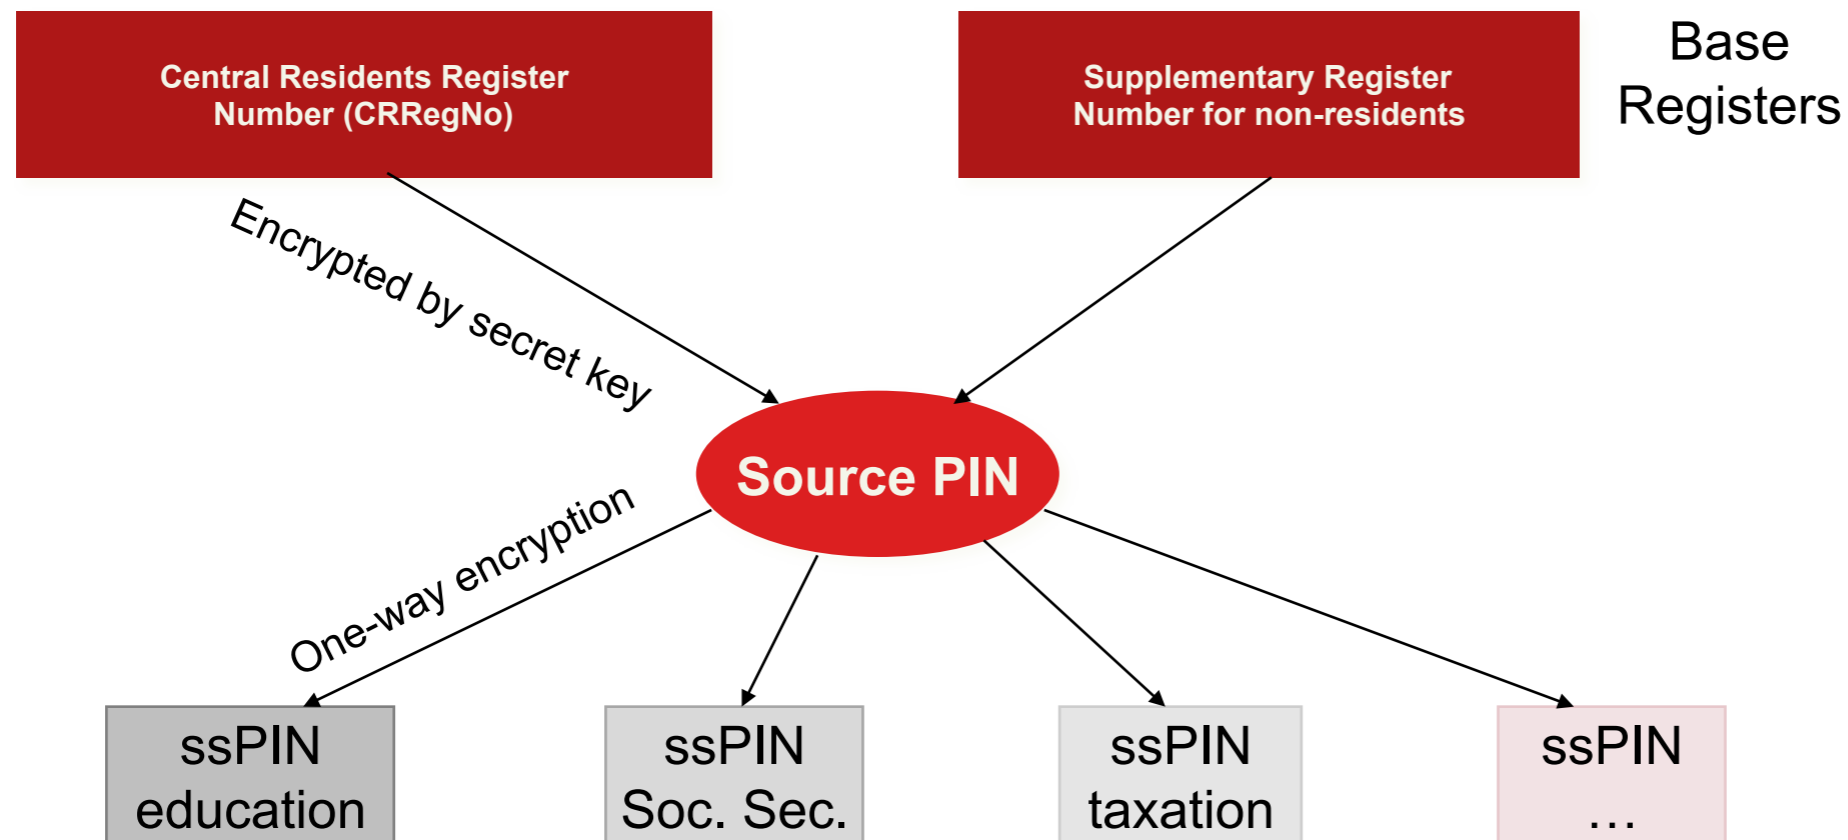 Central Residents Register
Number (CRRegNo)
Supplementary Register
Number for non-residents
Base
Registers
Encrypted by secret key
Source PIN
One-way encryption
ssPIN
education
ssPIN
Soc. Sec.
ssPIN
taxation
ssPIN
…